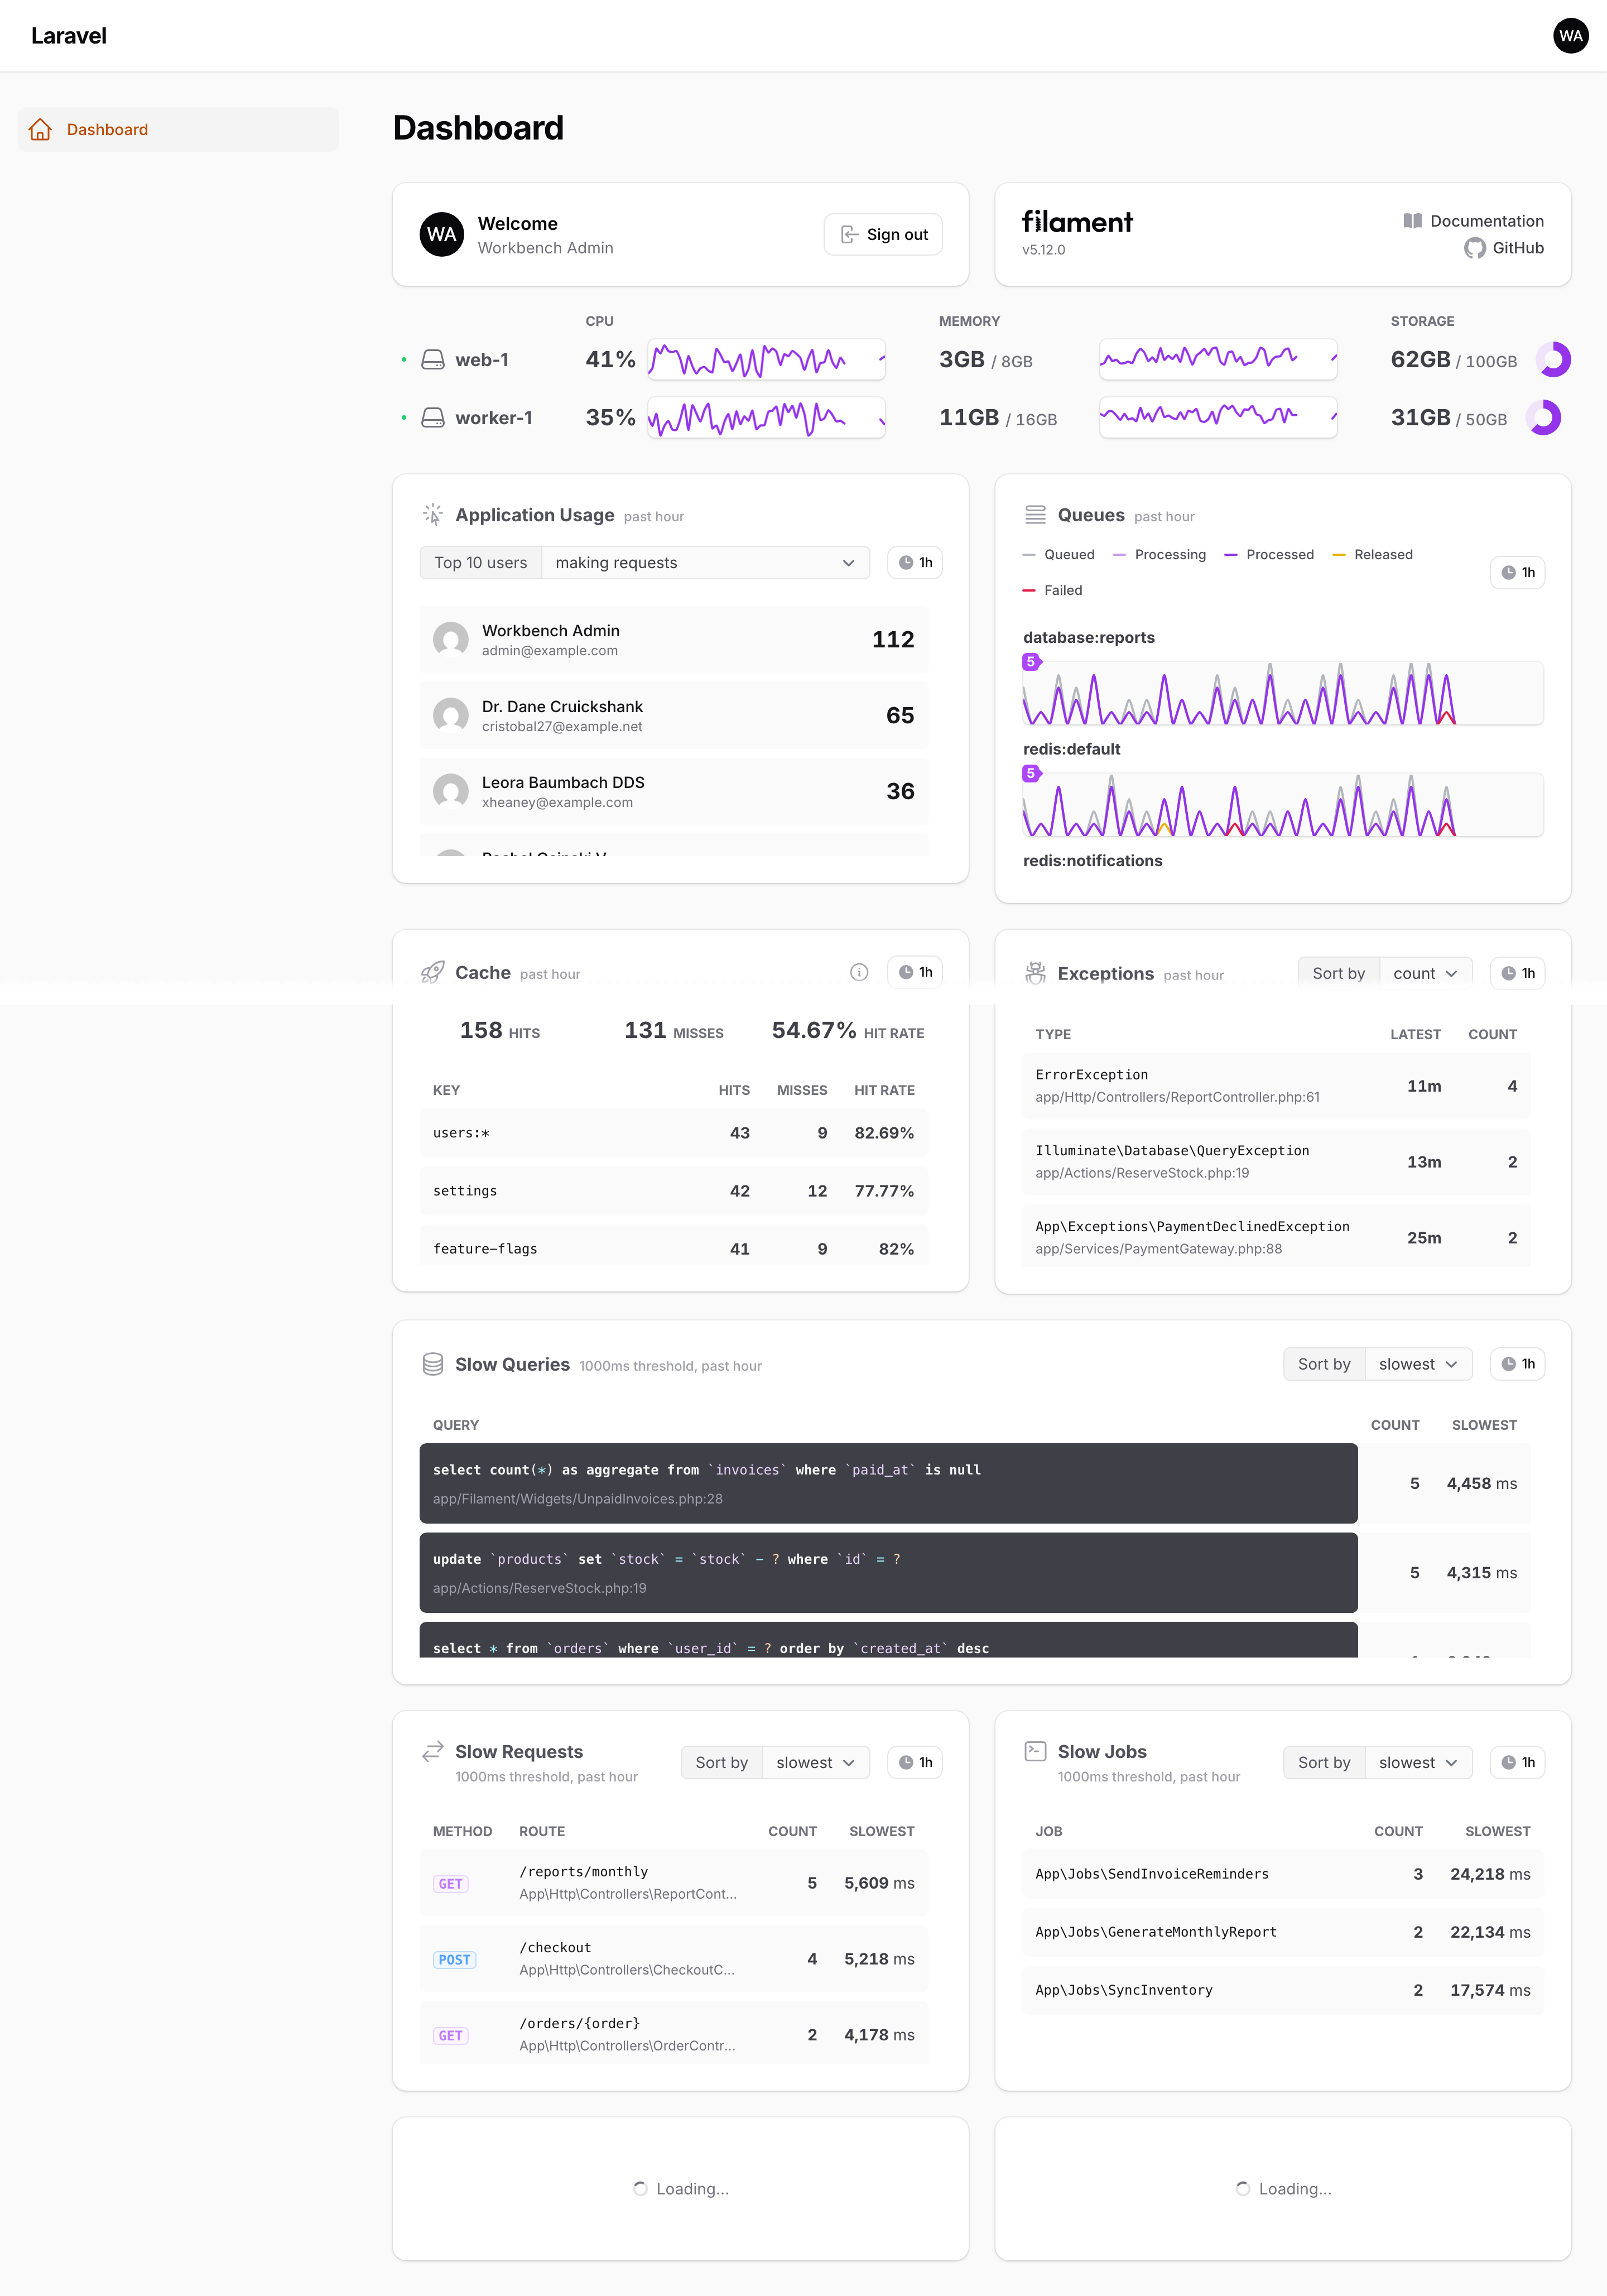 Laravel
WA
Dashboard
Dashboard
WA
Welcome
Workbench Admin
Sign out
filament
v5.12.0
Documentation
GitHub
CPU
MEMORY
STORAGE
web-1
41%
3GB / 8GB
62GB / 100GB
worker-1
35%
11GB / 16GB
31GB / 50GB
Application Usage past hour
Top 10 users making requests 1h
Workbench Admin
admin@example.com
112
Dr. Dane Cruickshank
cristobal27@example.net
65
Leora Baumbach DDS
xheaney@example.com
36
Queues past hour
Queued Processing Processed Released
Failed
1h
database:reports
5
redis:default
5
redis:notifications
Cache past hour
1h
158 HITS 131 MISSES 54.67% HIT RATE
KEY HITS MISSES HIT RATE
users:* 43 9 82.69%
settings 42 12 77.77%
feature-flags 41 9 82%
Exceptions past hour
Sort by count 1h
TYPE LATEST COUNT
ErrorException
app/Http/Controllers/ReportController.php:61
11m 4
Illuminate\Database\QueryException
app/Actions/ReserveStock.php:19
13m 2
App\Exceptions\PaymentDeclinedException
app/Services/PaymentGateway.php:88
25m 2
Slow Queries 1000ms threshold, past hour
Sort by slowest 1h
QUERY COUNT SLOWEST
select count(*) as aggregate from `invoices` where `paid_at` is null
app/Filament/Widgets/UnpaidInvoices.php:28
5 4,458 ms
update `products` set `stock` = `stock` - ? where `id` = ?
app/Actions/ReserveStock.php:19
5 4,315 ms
select * from `orders` where `user_id` = ? order by `created_at` desc
Slow Requests
1000ms threshold, past hour
Sort by slowest 1h
METHOD ROUTE COUNT SLOWEST
GET
/reports/monthly
App\Http\Controllers\ReportCont...
5 5,609 ms
POST
/checkout
App\Http\Controllers\CheckoutC...
4 5,218 ms
GET
/orders/{order}
App\Http\Controllers\OrderContr...
2 4,178 ms
Slow Jobs
1000ms threshold, past hour
Sort by slowest 1h
JOB COUNT SLOWEST
App\Jobs\SendInvoiceReminders 3 24,218 ms
App\Jobs\GenerateMonthlyReport 2 22,134 ms
App\Jobs\SyncInventory 2 17,574 ms
Loading...
Loading...